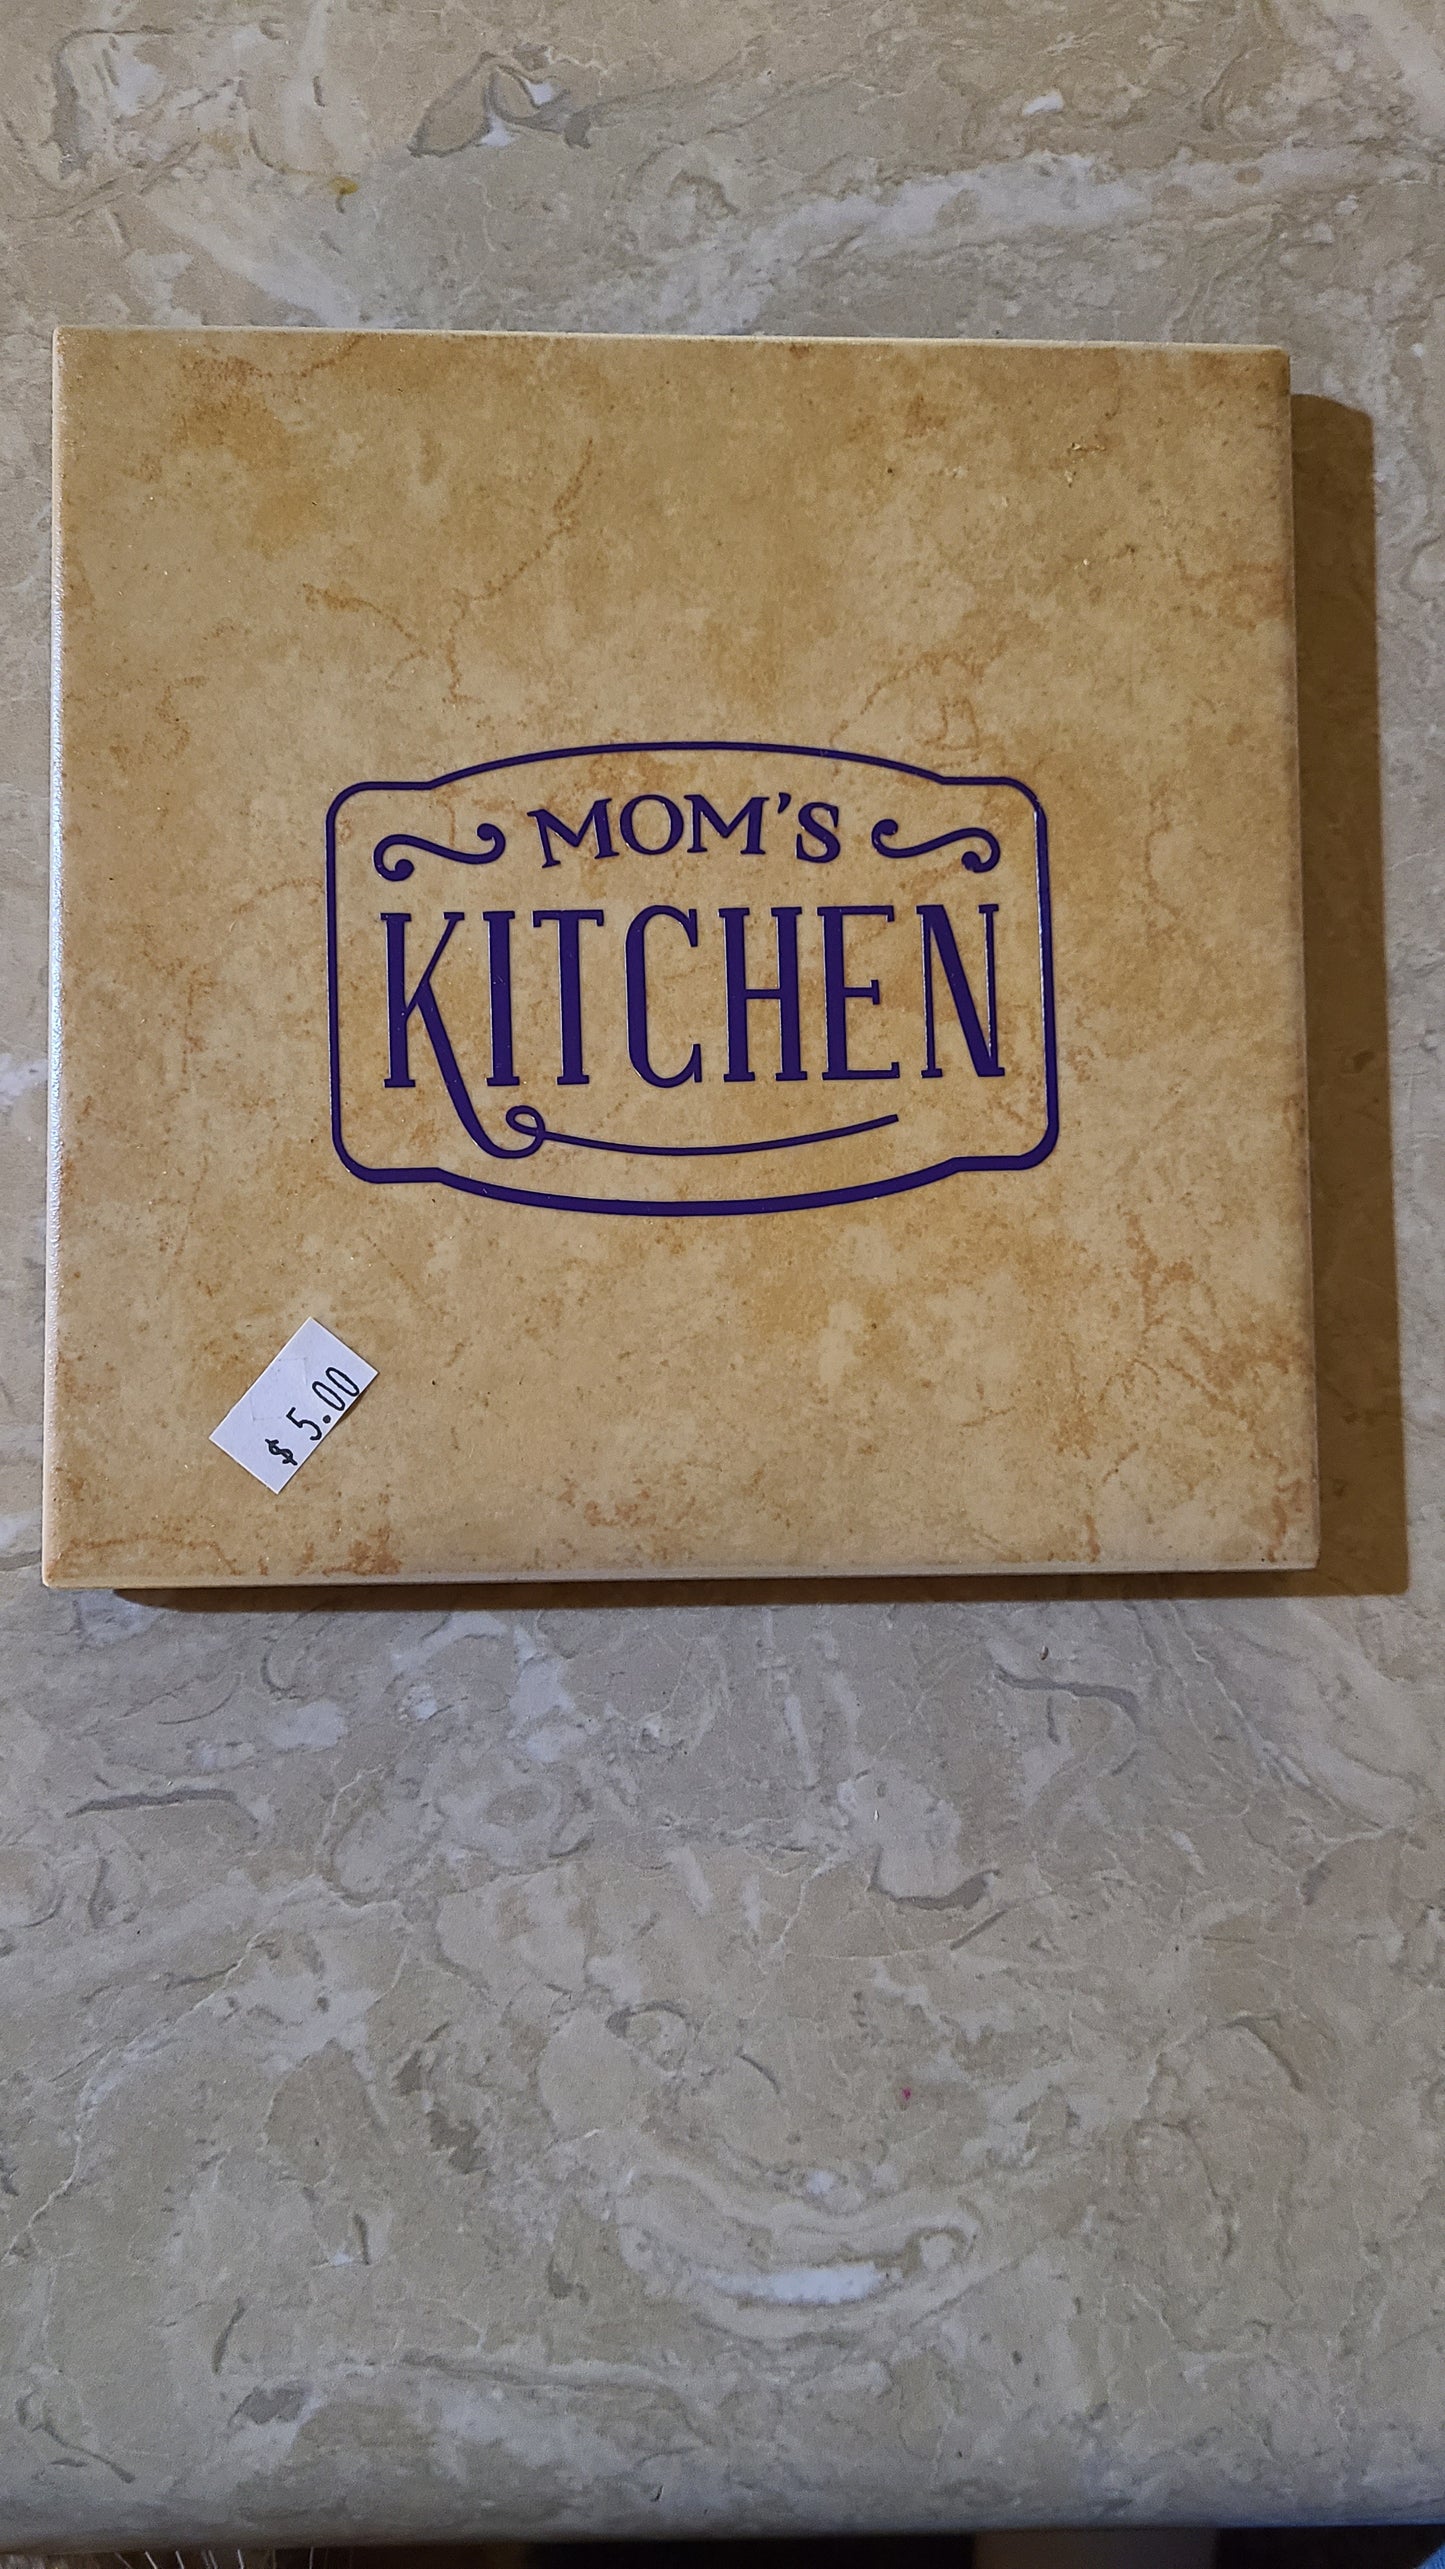 MOM'S
KITCHEN
$ 5.00